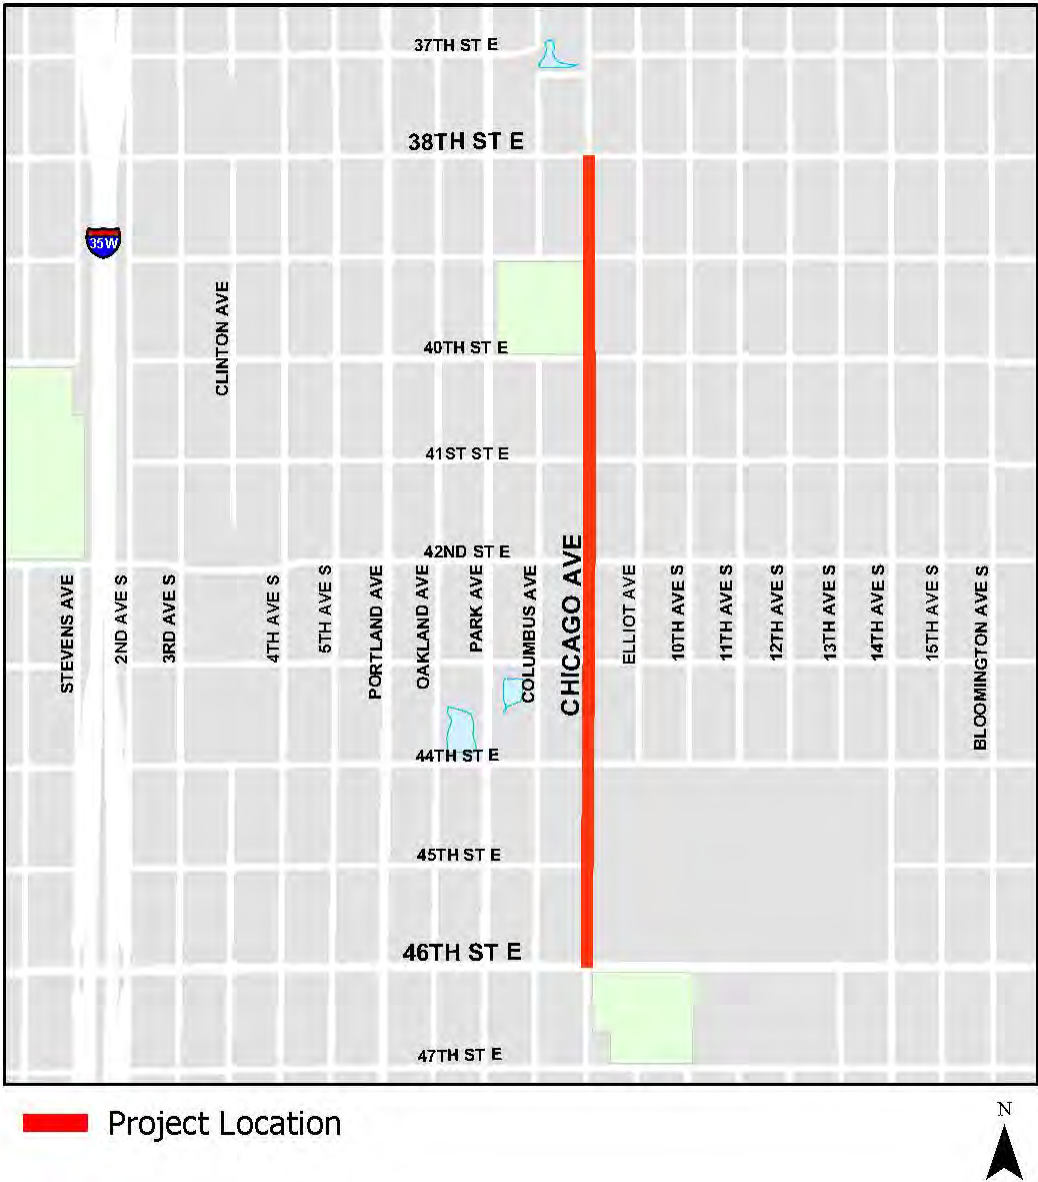 37TH ST E
38TH ST E
35W
CLINTON AVE
40TH ST E
41ST ST E
42ND ST E
STEVENS AVE
2ND AVE S
3RD AVE S
4TH AVE S
5TH AVE S
PORTLAND AVE
OAKLAND AVE
PARK AVE
COLUMBUS AVE
CHICAGO AVE
ELLIOT AVE
10TH AVE S
11TH AVE S
12TH AVE S
13TH AVE S
14TH AVE S
15TH AVE S
BLOOMINGTON AVE S
44TH ST E
45TH ST E
46TH ST E
47TH ST E
Project Location
N